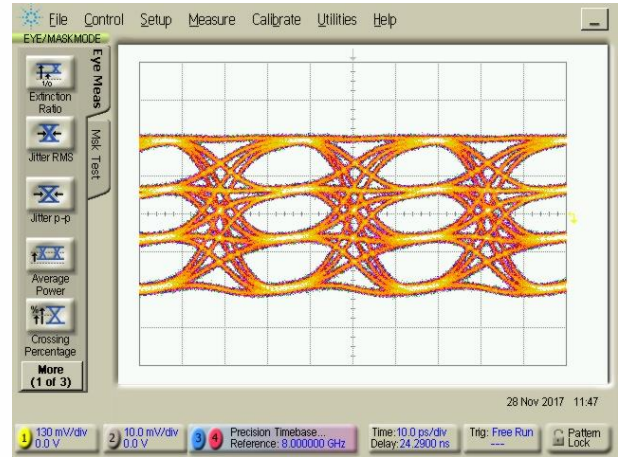 File Control Setup Measure Calibrate Utilities Help
EYE/MASKMODE
Eye Meas
Msk Test
Extinction
Ratio
Jitter RMS
Jitter p-p
Average
Power
Crossing
Percentage
More
(1 of 3)
28 Nov 2017 11:47
1 130 mV/div
0.0 V
2 10.0 mV/div
0.0 V
3 4 Precision Timebase...
Reference: 8.000000 GHz
Time:10.0 ps/div
Delay:24.2900 ns
Trig: Free Run
---
Pattern
Lock